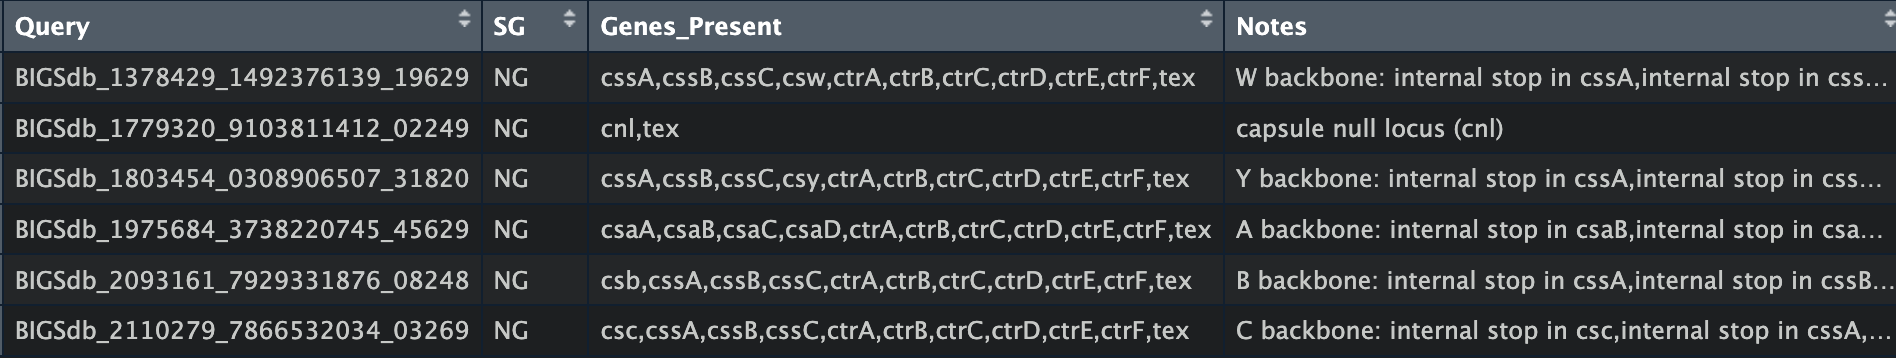 Query SG Genes_Present Notes
BIGSdb_1378429_1492376139_19629 NG cssA,cssB,cssC,csw,ctrA,ctrB,ctrC,ctrD,ctrE,ctrF,tex W backbone: internal stop in cssA,internal stop in css...
BIGSdb_1779320_9103811412_02249 NG cnl,tex capsule null locus (cnl)
BIGSdb_1803454_0308906507_31820 NG cssA,cssB,cssC,csy,ctrA,ctrB,ctrC,ctrD,ctrE,ctrF,tex Y backbone: internal stop in cssA,internal stop in css...
BIGSdb_1975684_3738220745_45629 NG csaA,csaB,csaC,csaD,ctrA,ctrB,ctrC,ctrD,ctrE,ctrF,tex A backbone: internal stop in csaB,internal stop in csa...
BIGSdb_2093161_7929331876_08248 NG csb,cssA,cssB,cssC,ctrA,ctrB,ctrC,ctrD,ctrE,ctrF,tex B backbone: internal stop in cssA,internal stop in cssB...
BIGSdb_2110279_7866532034_03269 NG csc,cssA,cssB,cssC,ctrA,ctrB,ctrC,ctrD,ctrE,ctrF,tex C backbone: internal stop in csc,internal stop in cssA,...